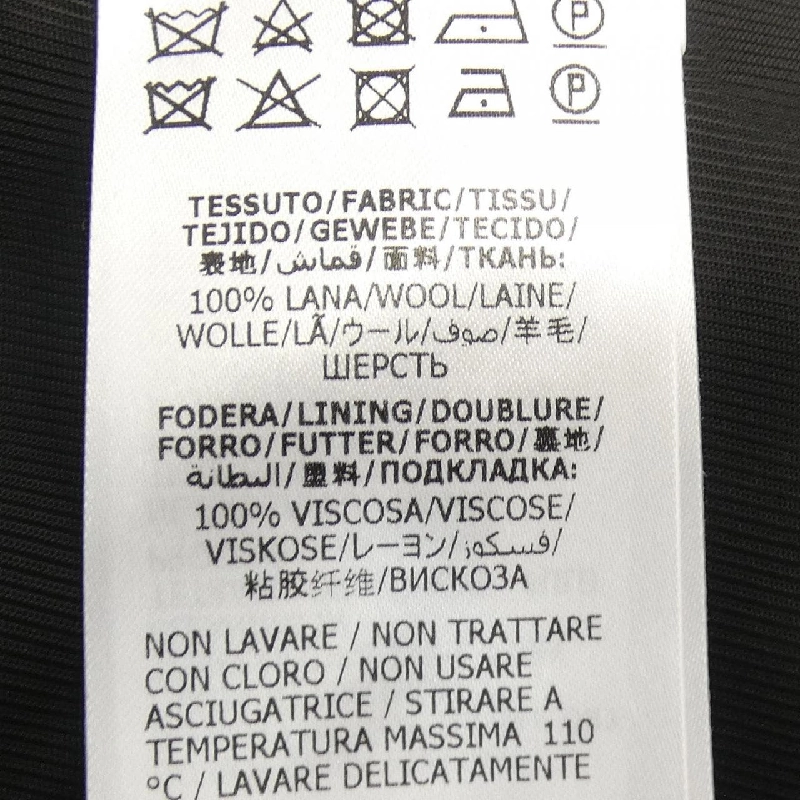 P
P
TESSUTO/FABRIC/TISSU/
TEJIDO/GEWEBE/TECIDO/
表地/قماش/面料/ТКАНЬ:
100% LANA/WOOL/LAINE/
WOLLE/LÃ/ウール/صوف/羊毛/
ШЕРСТЬ
FODERA/LINING/DOUBLURE/
FORRO/FUTTER/FORRO/裏地/
البطانة/里料/ПОДКЛАДКА:
100% VISCOSA/VISCOSE/
VISKOSE/レーヨン/فسكوز/
粘胶纤维/ВИСКОЗА
NON LAVARE / NON TRATTARE
CON CLORO / NON USARE
ASCIUGATRICE / STIRARE A
TEMPERATURA MASSIMA 110
°C / LAVARE DELICATAMENTE